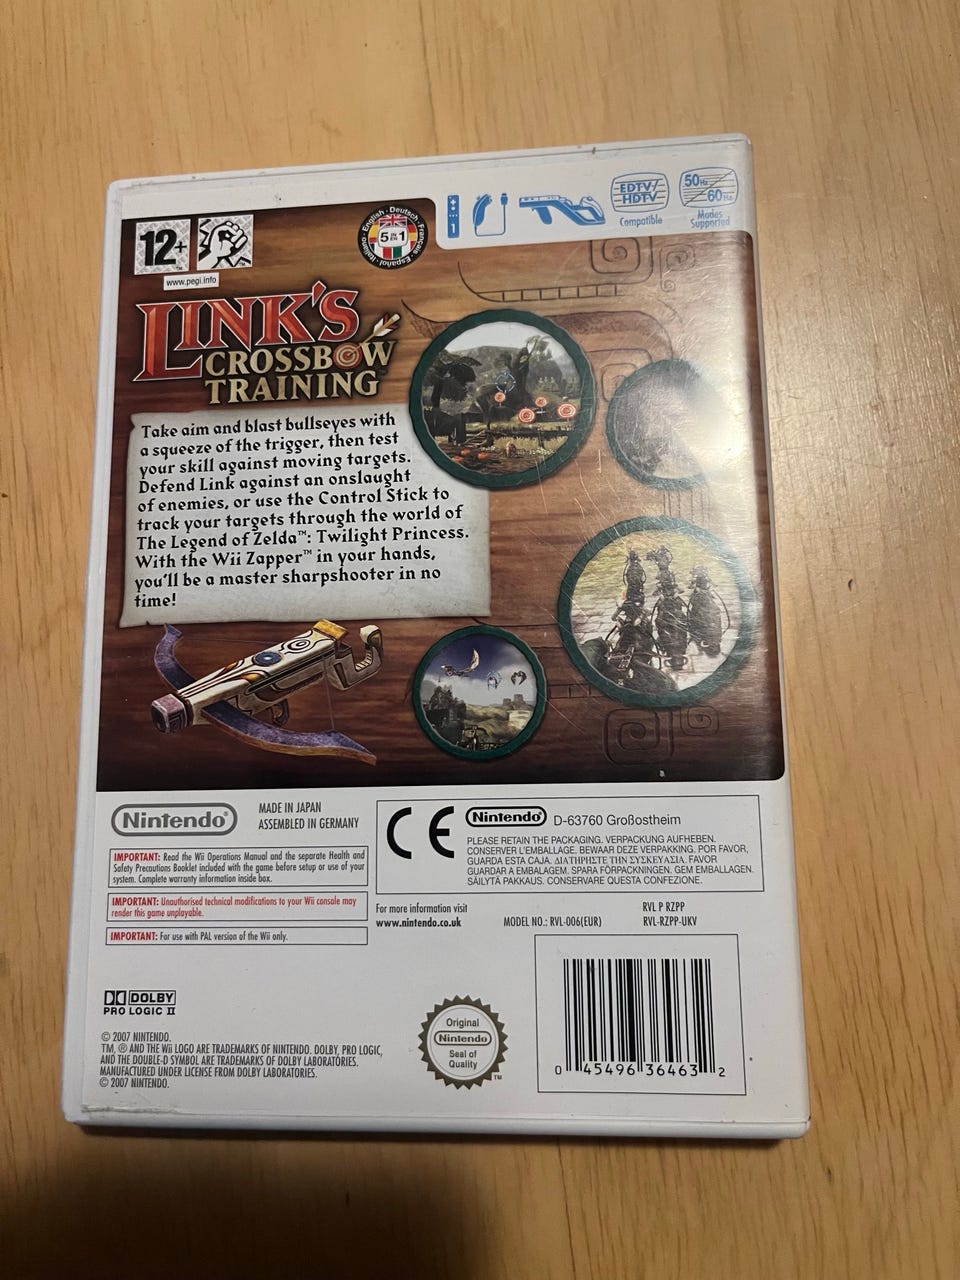 EDTV/
HDTV
Compatible
50Hz
60Hz
Modes
Supported
1
12+
www.pegi.info
English · Deutsch · Français · Español · Italiano
5 IN 1
LINK'S
CROSSBOW
TRAINING™
Take aim and blast bullseyes with
a squeeze of the trigger, then test
your skill against moving targets.
Defend Link against an onslaught
of enemies, or use the Control Stick to
track your targets through the world of
The Legend of Zelda™: Twilight Princess.
With the Wii Zapper™ in your hands,
you'll be a master sharpshooter in no
time!
Nintendo®
MADE IN JAPAN
ASSEMBLED IN GERMANY
IMPORTANT: Read the Wii Operations Manual and the separate Health and
Safety Precautions Booklet included with the game before setup or use of your
system. Complete warranty information inside box.
IMPORTANT: Unauthorised technical modifications to your Wii console may
render this game unplayable.
IMPORTANT: For use with PAL version of the Wii only.
CE
Nintendo® D-63760 Großostheim
PLEASE RETAIN THE PACKAGING. VERPACKUNG AUFHEBEN.
CONSERVER L'EMBALLAGE. BEWAAR DEZE VERPAKKING. POR FAVOR,
GUARDA ESTA CAJA. ΔΙΑΤΗΡΗΣΤΕ ΤΗΝ ΣΥΣΚΕΥΑΣΙΑ. FAVOR
GUARDAR A EMBALAGEM. SPARA FÖRPACKNINGEN. GEM EMBALLAGEN.
SÄILYTÄ PAKKAUS. CONSERVARE QUESTA CONFEZIONE.
For more information visit
www.nintendo.co.uk
MODEL NO.: RVL-006(EUR)
RVL P RZPP
RVL-RZPP-UKV
DOLBY
PRO LOGIC II
© 2007 NINTENDO.
TM, ® AND THE Wii LOGO ARE TRADEMARKS OF NINTENDO. DOLBY, PRO LOGIC,
AND THE DOUBLE-D SYMBOL ARE TRADEMARKS OF DOLBY LABORATORIES.
MANUFACTURED UNDER LICENSE FROM DOLBY LABORATORIES.
© 2007 NINTENDO.
Original
Nintendo
Seal of
Quality
TM
0 45496 36463 2